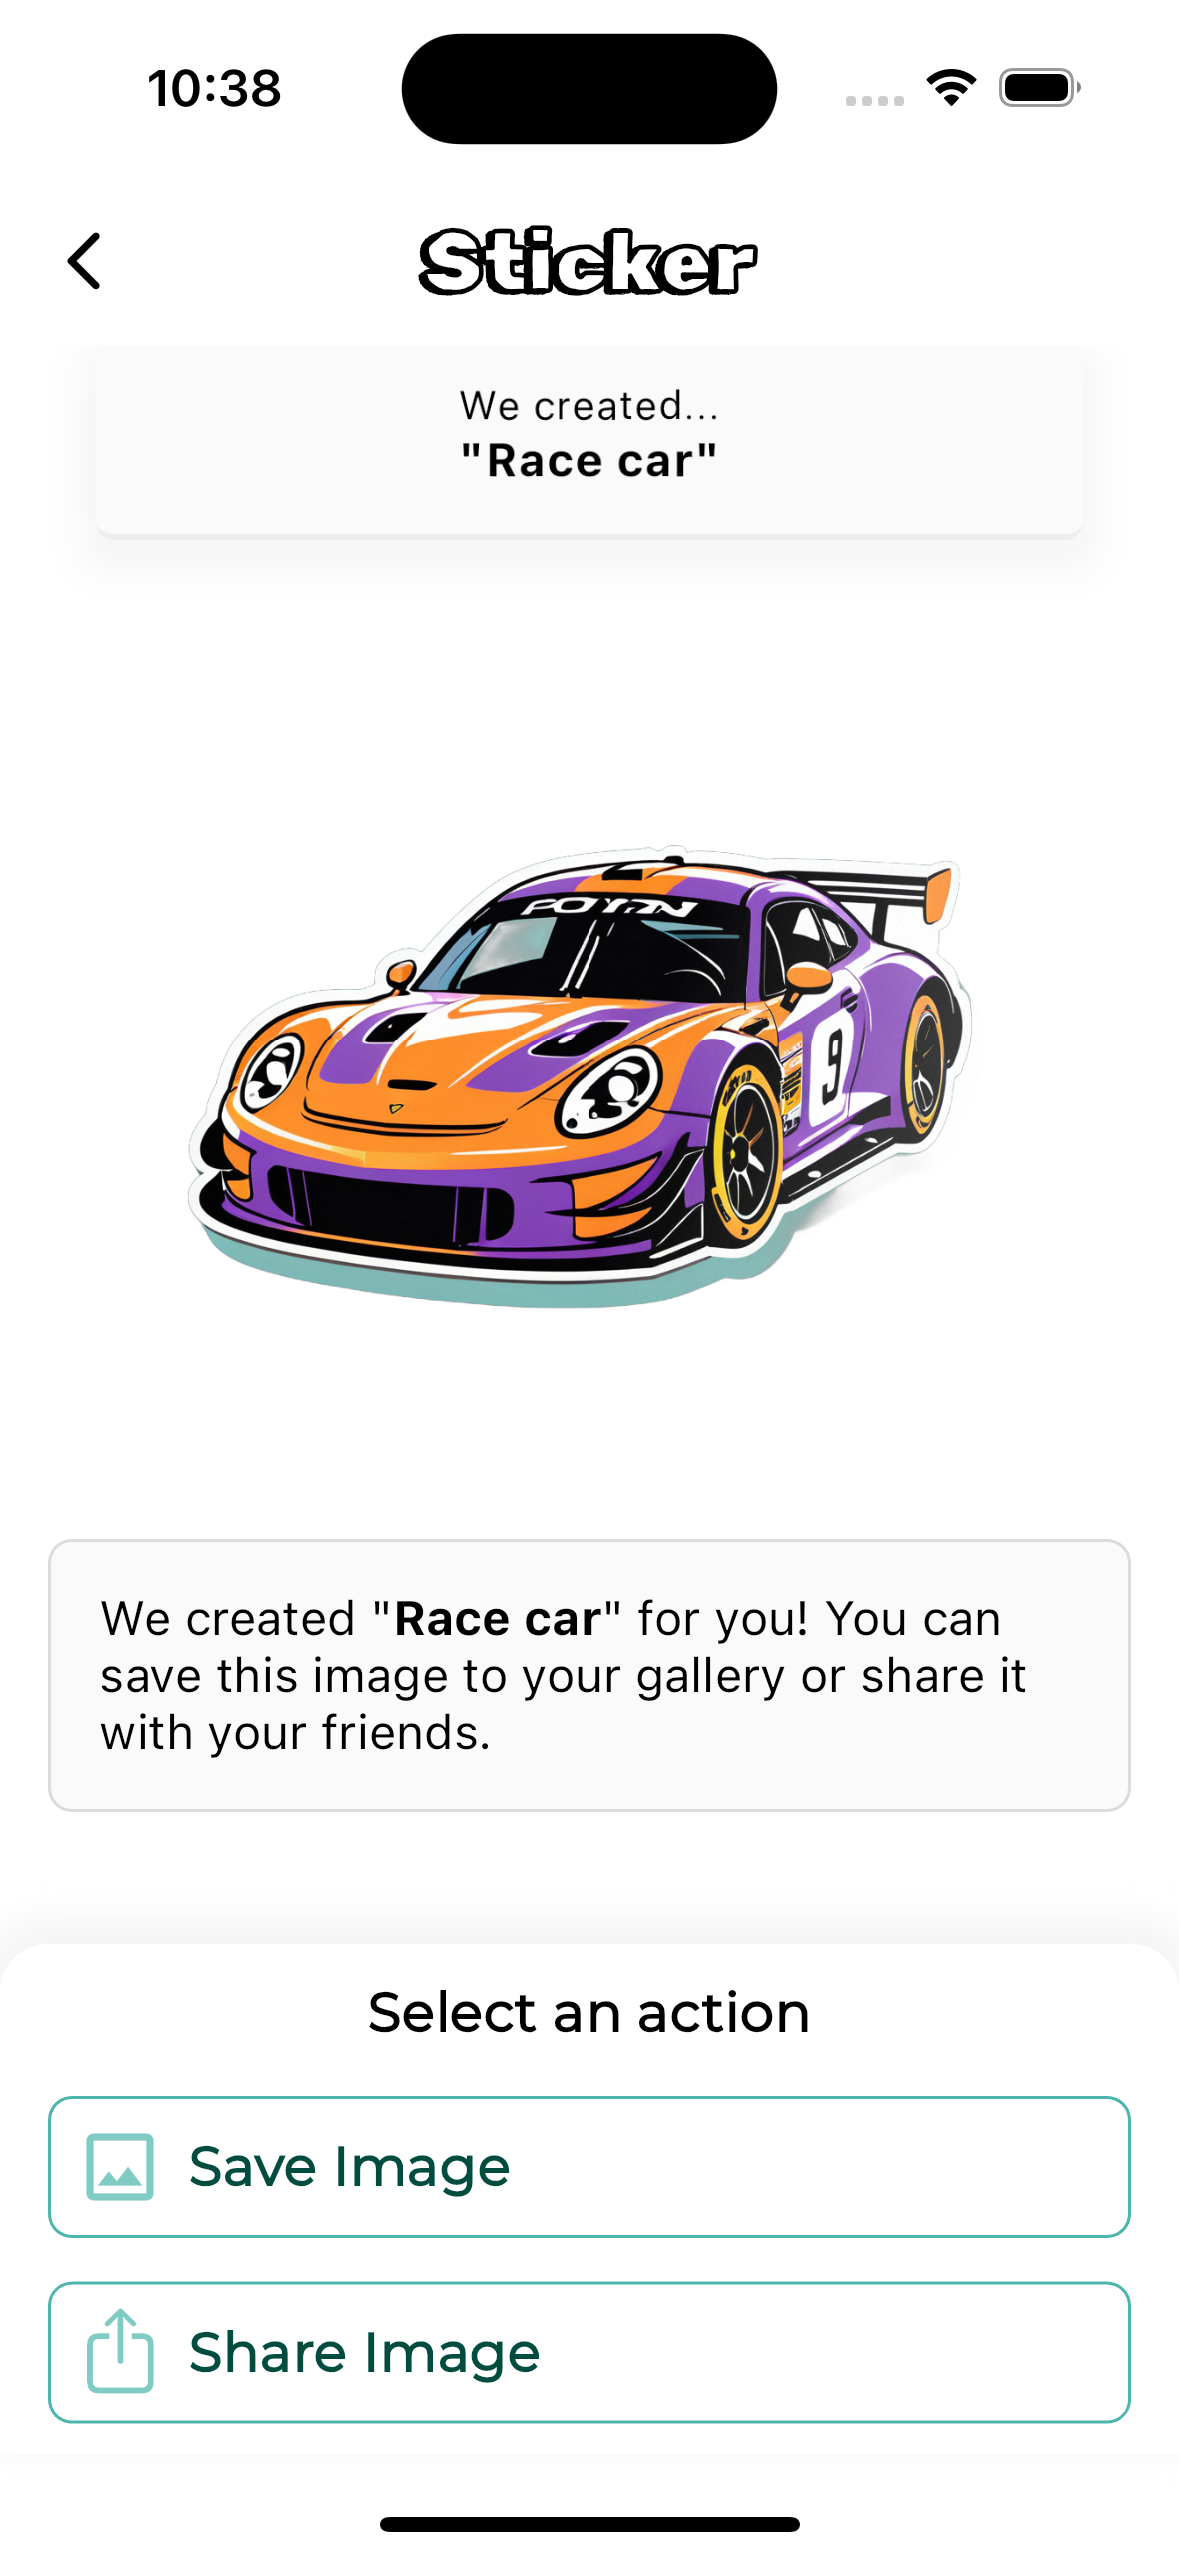 10:38
Sticker
We created...
"Race car"
9
We created "Race car" for you! You can
save this image to your gallery or share it
with your friends.
Select an action
Save Image
Share Image